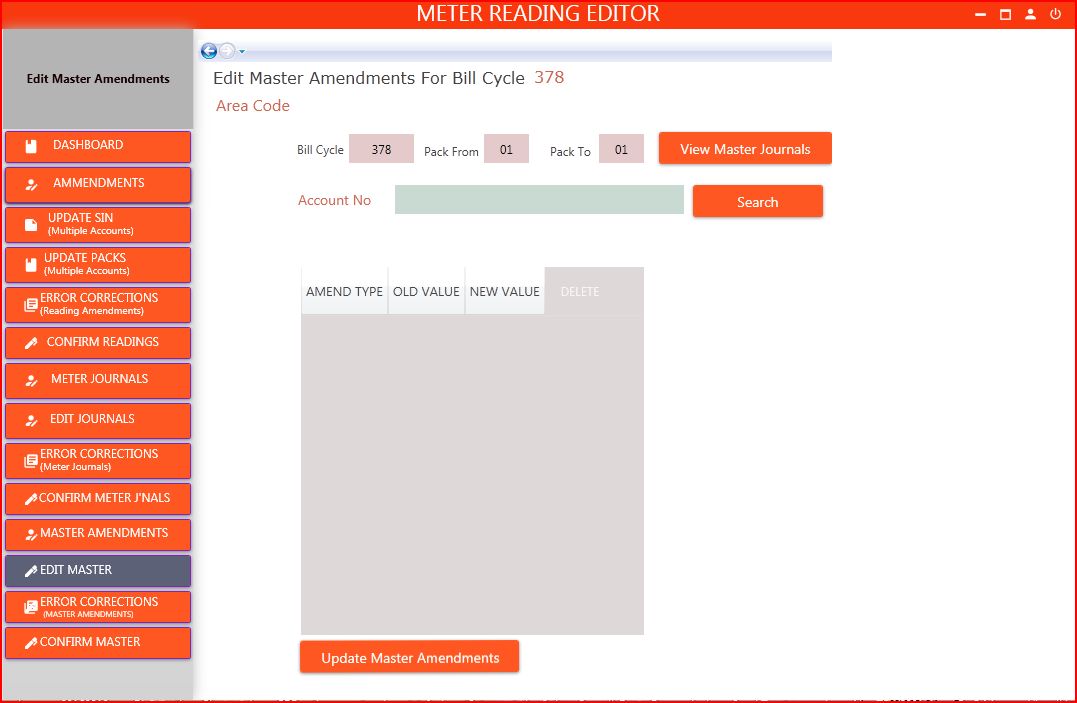 METER READING EDITOR
Edit Master Amendments
DASHBOARD
AMMENDMENTS
UPDATE SIN
(Multiple Accounts)
UPDATE PACKS
(Multiple Accounts)
ERROR CORRECTIONS
(Reading Amendments)
CONFIRM READINGS
METER JOURNALS
EDIT JOURNALS
ERROR CORRECTIONS
(Meter Journals)
CONFIRM METER J'NALS
MASTER AMENDMENTS
EDIT MASTER
ERROR CORRECTIONS
(MASTER AMENDMENTS)
CONFIRM MASTER
Edit Master Amendments For Bill Cycle 378
Area Code
Bill Cycle 378 Pack From 01 Pack To 01 View Master Journals
Account No Search
AMEND TYPE OLD VALUE NEW VALUE DELETE
Update Master Amendments